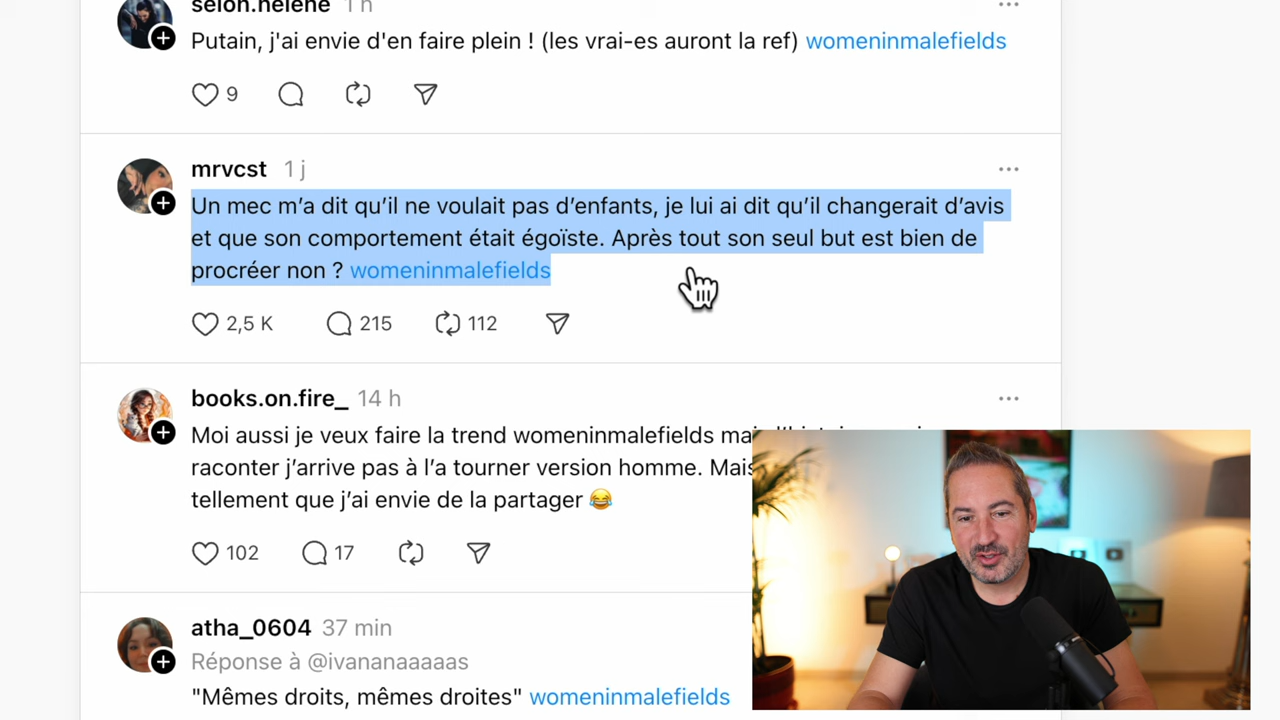 selon.helene 1 h
Putain, j'ai envie d'en faire plein ! (les vrai-es auront la ref) womeninmalefields
9
mrvcst 1 j
Un mec m’a dit qu’il ne voulait pas d’enfants, je lui ai dit qu’il changerait d’avis
et que son comportement était égoïste. Après tout son seul but est bien de
procréer non ? womeninmalefields
2,5 K 215 112
books.on.fire_ 14 h
Moi aussi je veux faire la trend womeninmalefields
raconter j’arrive pas à l’a tourner version homme. Mais
tellement que j’ai envie de la partager 😂
102 17
atha_0604 37 min
Réponse à @ivananaaaaas
"Mêmes droits, mêmes droites" womeninmalefields